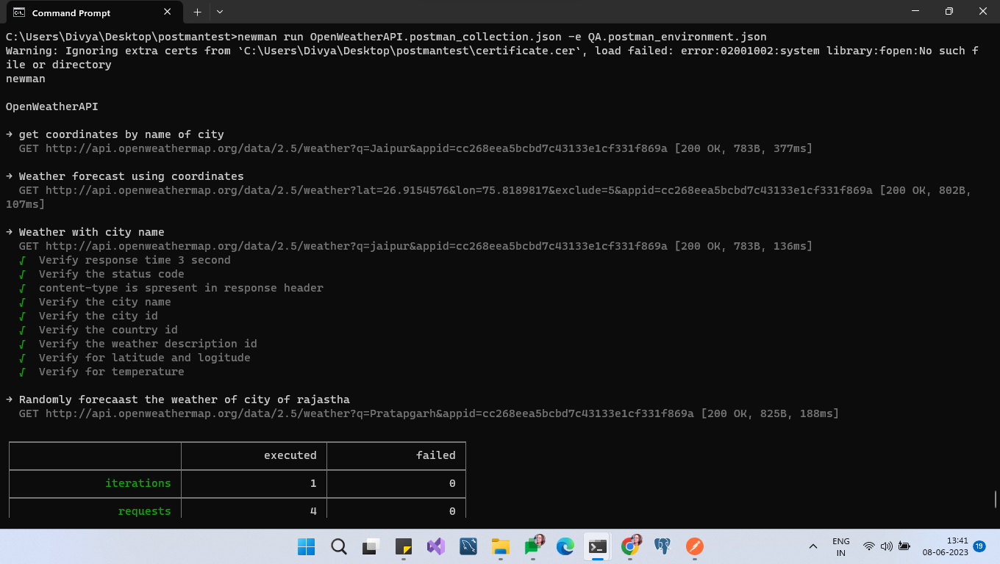 Command Prompt
C:\Users\Divya\Desktop\postmantest>newman run OpenWeatherAPI.postman_collection.json -e QA.postman_environment.json
Warning: Ignoring extra certs from `C:\Users\Divya\Desktop\postmantest\certificate.cer`, load failed: error:02001002:system library:fopen:No such f
ile or directory
newman
OpenWeatherAPI
→ get coordinates by name of city
GET http://api.openweathermap.org/data/2.5/weather?q=Jaipur&appid=cc268eea5bcbd7c43133e1cf331f869a [200 OK, 783B, 377ms]
→ Weather forecast using coordinates
GET http://api.openweathermap.org/data/2.5/weather?lat=26.9154576&lon=75.8189817&exclude=5&appid=cc268eea5bcbd7c43133e1cf331f869a [200 OK, 802B,
107ms]
→ Weather with city name
GET http://api.openweathermap.org/data/2.5/weather?q=jaipur&appid=cc268eea5bcbd7c43133e1cf331f869a [200 OK, 783B, 136ms]
√ Verify response time 3 second
√ Verify the status code
√ content-type is spresent in response header
√ Verify the city name
√ Verify the city id
√ Verify the country id
√ Verify the weather description id
√ Verify for latitude and logitude
√ Verify for temperature
→ Randomly forecaast the weather of city of rajastha
GET http://api.openweathermap.org/data/2.5/weather?q=Pratapgarh&appid=cc268eea5bcbd7c43133e1cf331f869a [200 OK, 825B, 188ms]
executed failed
iterations 1 0
requests 4 0
ENG 13:41
IN 08-06-2023 19